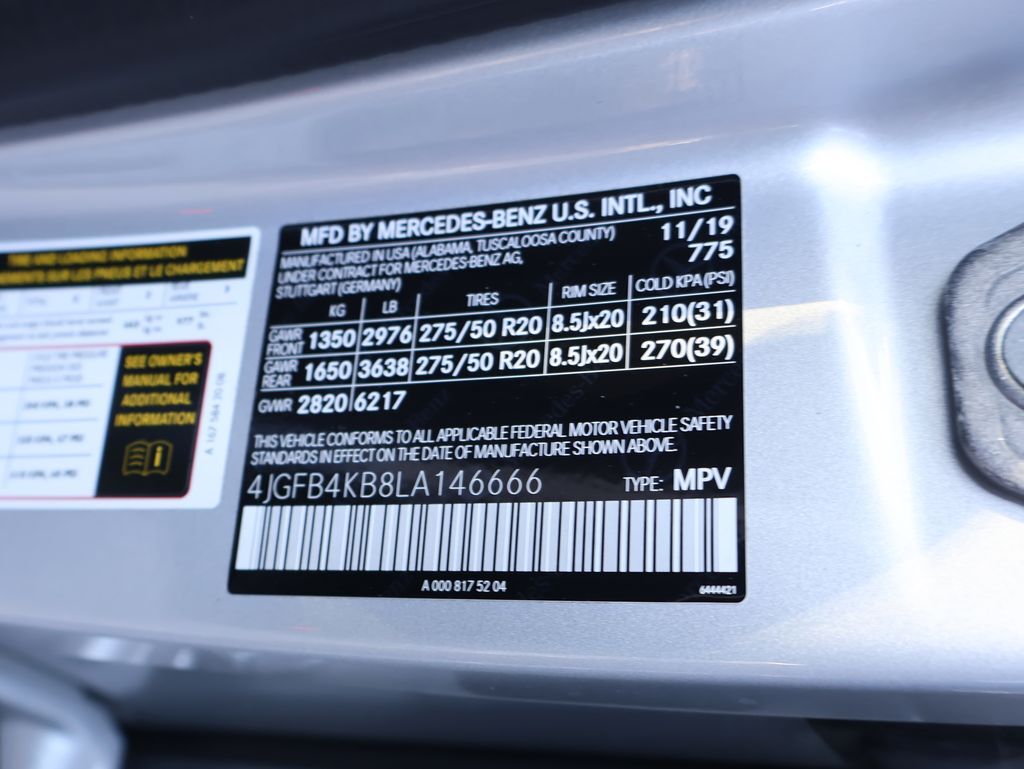 TIRE AND LOADING INFORMATION
SUR LES PNEUS ET LE CHARGEMENT
SEE OWNER'S
MANUAL FOR
ADDITIONAL
INFORMATION
A 167 584 20 08
MFD BY MERCEDES-BENZ U.S. INTL., INC
MANUFACTURED IN USA (ALABAMA, TUSCALOOSA COUNTY) 11/19
UNDER CONTRACT FOR MERCEDES-BENZ AG, 775
STUTTGART (GERMANY)
KG LB TIRES RIM SIZE COLD KPA (PSI)
GAWR FRONT 1350 2976 275/50 R20 8.5Jx20 210(31)
GAWR REAR 1650 3638 275/50 R20 8.5Jx20 270(39)
GVWR 2820 6217
THIS VEHICLE CONFORMS TO ALL APPLICABLE FEDERAL MOTOR VEHICLE SAFETY
STANDARDS IN EFFECT ON THE DATE OF MANUFACTURE SHOWN ABOVE.
4JGFB4KB8LA146666 TYPE: MPV
A 000 817 52 04
6444421